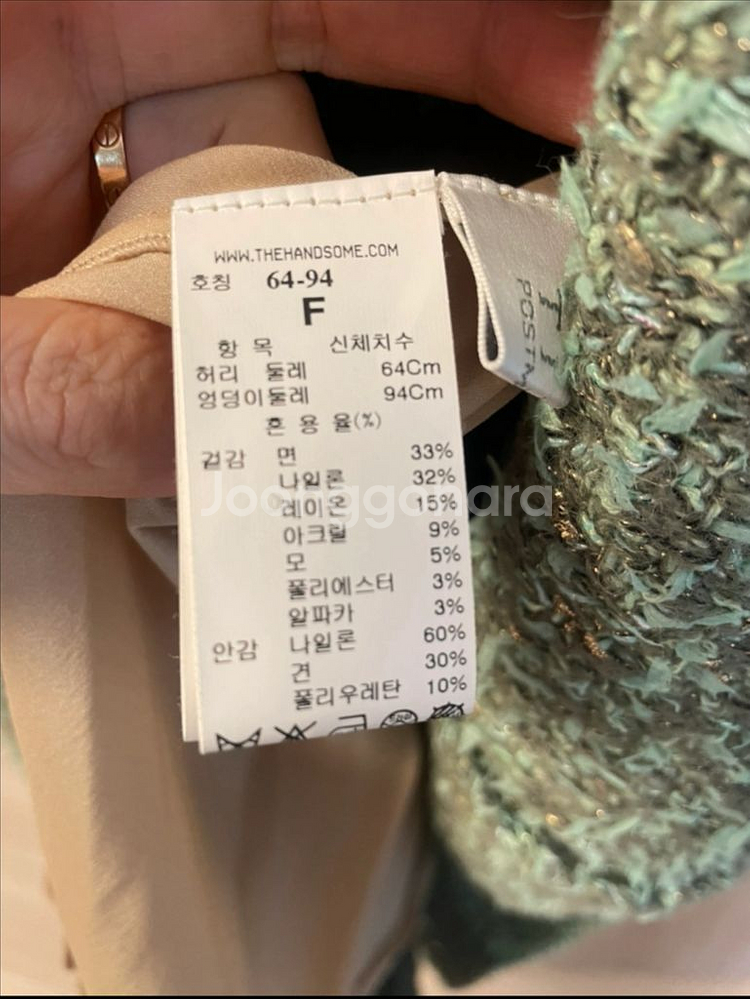 WWW.THEHANDSOME.COM
호칭 64-94
F
항 목 신체치수
허리 둘레 64Cm
엉덩이둘레 94Cm
혼 용 율(%)
겉감 면 33%
나일론 32%
레이온 15%
아크릴 9%
모 5%
폴리에스터 3%
알파카 3%
안감 나일론 60%
견 30%
폴리우레탄 10%
Joonggonara